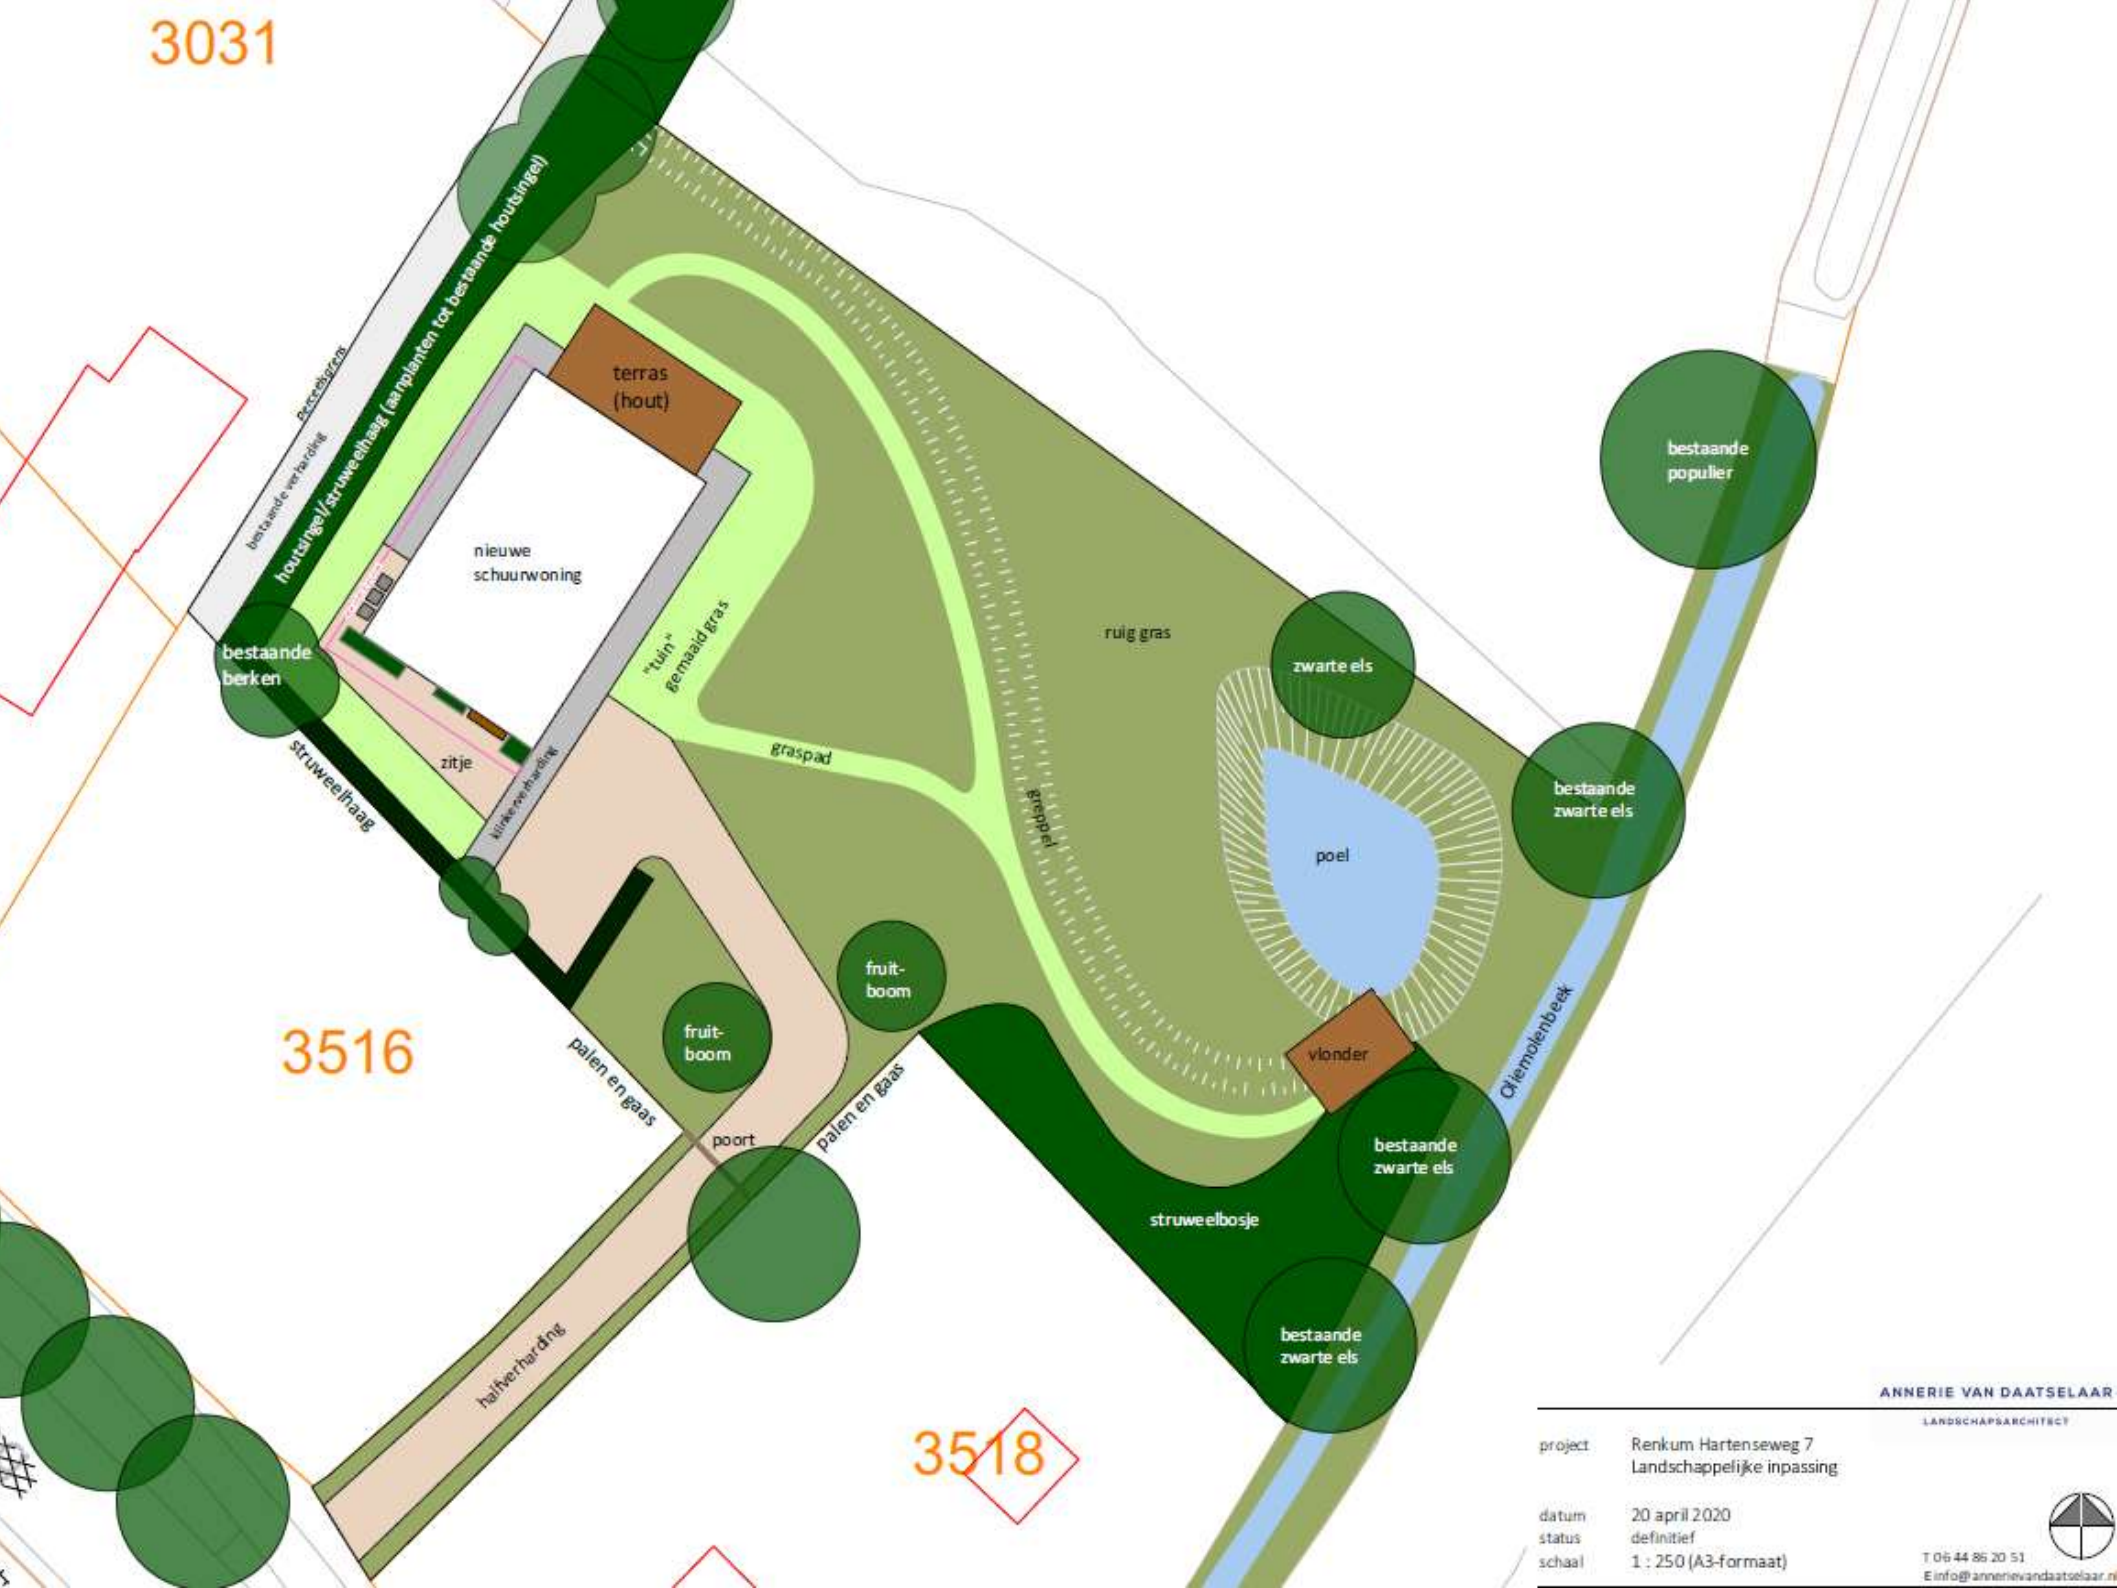 3031
houtsingel/struweelhaag (aanplanten tot bestaande houtsingel)
Perceelsgrens
bestaande verharding
terras
(hout)
nieuwe
schuurwoning
"tuin"
gemaaid gras
ruig gras
bestaande
populier
zwarte els
bestaande
zwarte els
bestaande
berken
struweelhaag
zitje
klinkerverharding
graspad
greppel
poel
fruit-
boom
fruit-
boom
3516
palen en gaas
palen en gaas
poort
vlonder
Oliemolenbeek
bestaande
zwarte els
struweelbosje
bestaande
zwarte els
halfverharding
3518
ANNERIE VAN DAATSELAAR
LANDSCHAPSARCHITECT
project Renkum Hartenseweg 7
Landschappelijke inpassing
datum 20 april 2020
status definitief
schaal 1 : 250 (A3-formaat)
T 06 44 86 20 51
E info@annerievandaatselaar.n